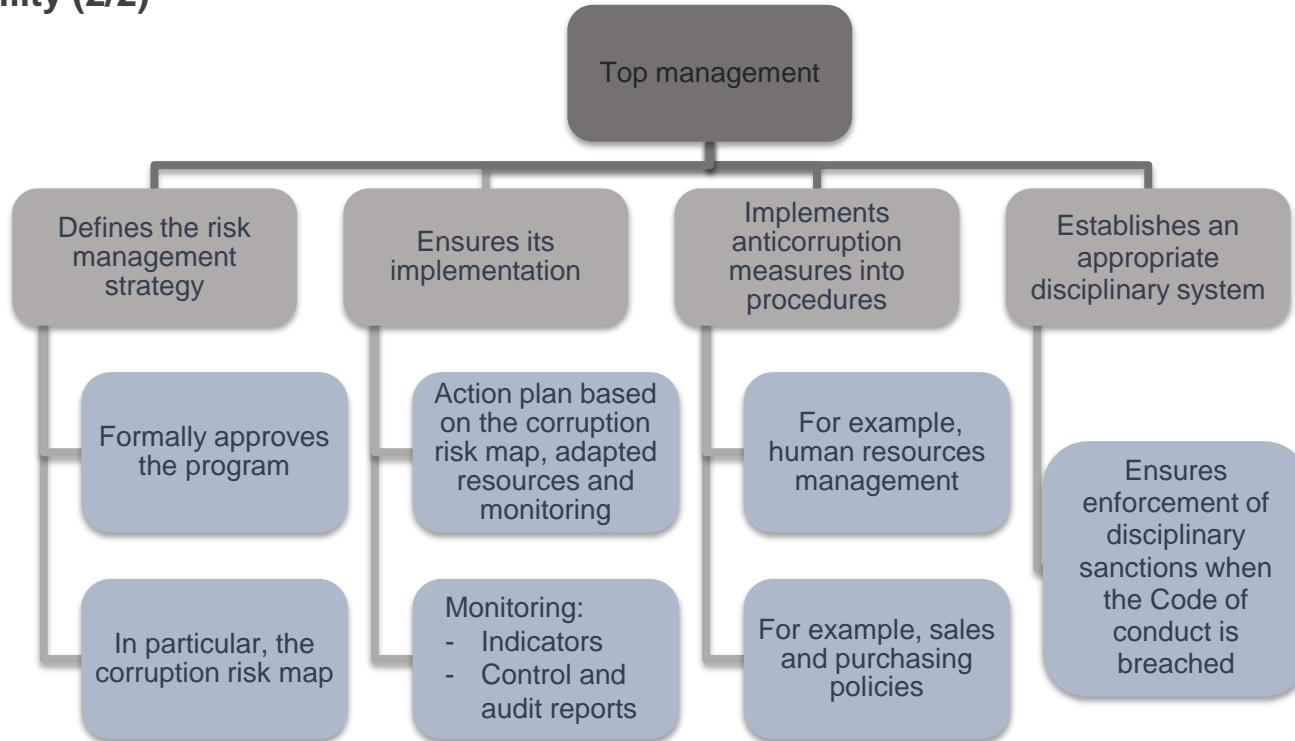 (2/2)
Top management
Defines the risk
management
strategy
Formally approves
the program
In particular, the
corruption risk map
Ensures its
implementation
Action plan based
on the corruption
risk map, adapted
resources and
monitoring
Monitoring:
- Indicators
- Control and
audit reports
Implements
anticorruption
measures into
procedures
For example,
human resources
management
For example, sales
and purchasing
policies
Establishes an
appropriate
disciplinary system
Ensures
enforcement of
disciplinary
sanctions when
the Code of
conduct is
breached